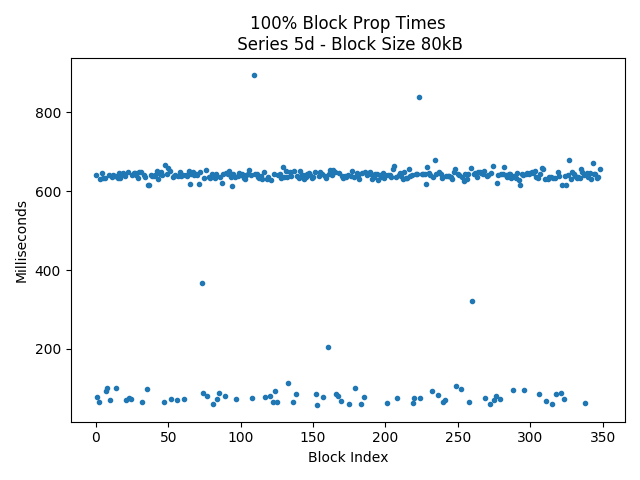 100% Block Prop Times
Series 5d - Block Size 80kB
Milliseconds
800
600
400
200
0 50 100 150 200 250 300 350
Block Index